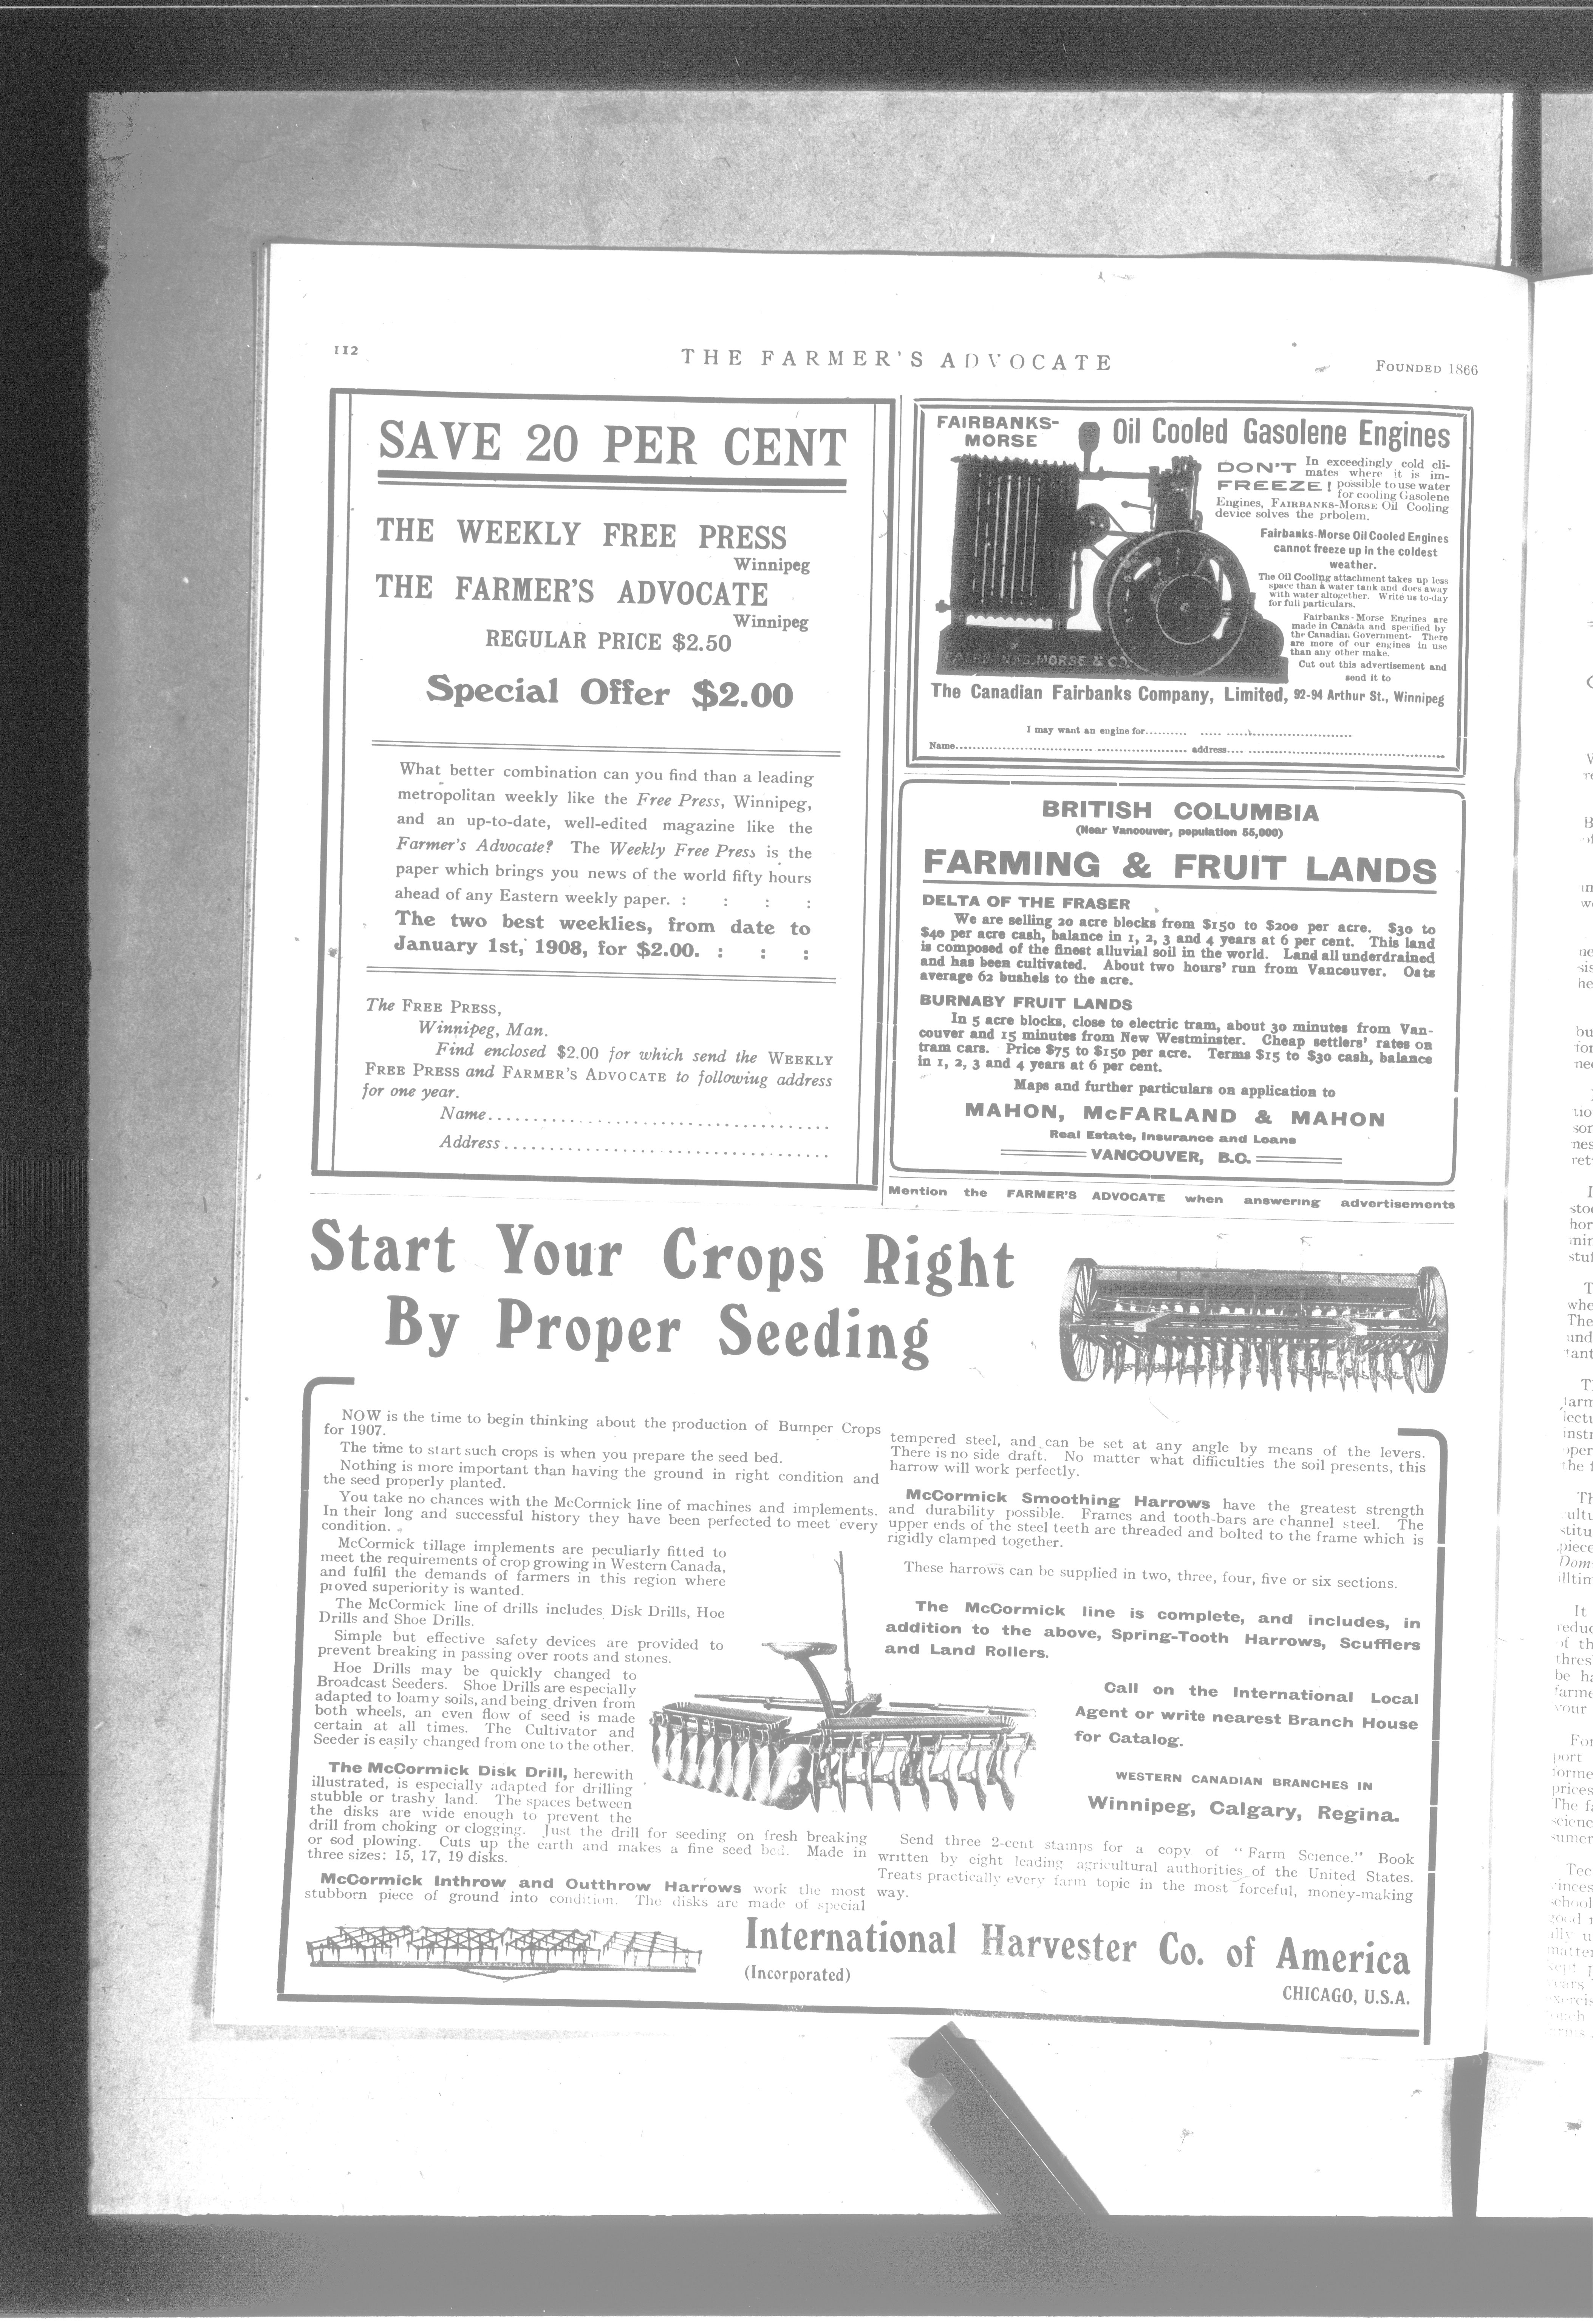 112
THE FARMER'S ADVOCATE
FOUNDED 1866
SAVE 20 PER CENT
THE WEEKLY FREE PRESS
Winnipeg
THE FARMER'S ADVOCATE
Winnipeg
REGULAR PRICE $2.50
Special Offer $2.00
What better combination can you find than a leading
metropolitan weekly like the Free Press, Winnipeg,
and an up-to-date, well-edited magazine like the
Farmer's Advocate? The Weekly Free Press is the
paper which brings you news of the world fifty hours
ahead of any Eastern weekly paper. : : : :
The two best weeklies, from date to
January 1st, 1908, for $2.00. : : :
The FREE PRESS,
Winnipeg, Man.
Find enclosed $2.00 for which send the WEEKLY
FREE PRESS and FARMER'S ADVOCATE to followiug address
for one year.
Name......................................
Address....................................
FAIRBANKS-
MORSE
Oil Cooled Gasolene Engines
DON'T
FREEZE!
In exceedingly cold cli-
mates where it is im-
possible to use water
for cooling Gasolene
Engines, FAIRBANKS-MORSE Oil Cooling
device solves the prbolem.
Fairbanks-Morse Oil Cooled Engines
cannot freeze up in the coldest
weather.
The Oil Cooling attachment takes up less
space than a water tank and does away
with water altogether. Write us to-day
for full particulars.
Fairbanks-Morse Engines are
made in Canada and specified by
the Canadian Government. There
are more of our engines in use
than any other make.
Cut out this advertisement and
send it to
FAIRBANKS.MORSE & CO.
The Canadian Fairbanks Company, Limited, 92-94 Arthur St., Winnipeg
I may want an engine for........................................
Name........................................ address........................................
BRITISH COLUMBIA
(Near Vancouver, population 55,000)
FARMING & FRUIT LANDS
DELTA OF THE FRASER
We are selling 20 acre blocks from $150 to $200 per acre. $30 to
$40 per acre cash, balance in 1, 2, 3 and 4 years at 6 per cent. This land
is composed of the finest alluvial soil in the world. Land all underdrained
and has been cultivated. About two hours' run from Vancouver. Oats
average 62 bushels to the acre.
BURNABY FRUIT LANDS
In 5 acre blocks, close to electric tram, about 30 minutes from Van-
couver and 15 minutes from New Westminster. Cheap settlers' rates on
tram cars. Price $75 to $150 per acre. Terms $15 to $30 cash, balance
in 1, 2, 3 and 4 years at 6 per cent.
Maps and further particulars on application to
MAHON, McFARLAND & MAHON
Real Estate, Insurance and Loans
VANCOUVER, B.C.
Mention the FARMER'S ADVOCATE when answering advertisements
Start Your Crops Right
By Proper Seeding
NOW is the time to begin thinking about the production of Bumper Crops
for 1907.
The time to start such crops is when you prepare the seed bed.
Nothing is more important than having the ground in right condition and
the seed properly planted.
You take no chances with the McCormick line of machines and implements.
In their long and successful history they have been perfected to meet every
condition.
McCormick tillage implements are peculiarly fitted to
meet the requirements of crop growing in Western Canada,
and fulfil the demands of farmers in this region where
proved superiority is wanted.
The McCormick line of drills includes Disk Drills, Hoe
Drills and Shoe Drills.
Simple but effective safety devices are provided to
prevent breaking in passing over roots and stones.
Hoe Drills may be quickly changed to
Broadcast Seeders. Shoe Drills are especially
adapted to loamy soils, and being driven from
both wheels, an even flow of seed is made
certain at all times. The Cultivator and
Seeder is easily changed from one to the other.
The McCormick Disk Drill, herewith
illustrated, is especially adapted for drilling
stubble or trashy land. The spaces between
the disks are wide enough to prevent the
drill from choking or clogging. Just the drill for seeding on fresh breaking
or sod plowing. Cuts up the earth and makes a fine seed bed. Made in
three sizes: 15, 17, 19 disks.
McCormick Inthrow and Outthrow Harrows work the most
stubborn piece of ground into condition. The disks are made of special
tempered steel, and can be set at any angle by means of the levers.
There is no side draft. No matter what difficulties the soil presents, this
harrow will work perfectly.
McCormick Smoothing Harrows have the greatest strength
and durability possible. Frames and tooth-bars are channel steel. The
upper ends of the steel teeth are threaded and bolted to the frame which is
rigidly clamped together.
These harrows can be supplied in two, three, four, five or six sections.
The McCormick line is complete, and includes, in
addition to the above, Spring-Tooth Harrows, Scufflers
and Land Rollers.
Call on the International Local
Agent or write nearest Branch House
for Catalog.
WESTERN CANADIAN BRANCHES IN
Winnipeg, Calgary, Regina.
Send three 2-cent stamps for a copy of "Farm Science." Book
written by eight leading agricultural authorities of the United States.
Treats practically every farm topic in the most forceful, money-making
way.
International Harvester Co. of America
(Incorporated)
CHICAGO, U.S.A.